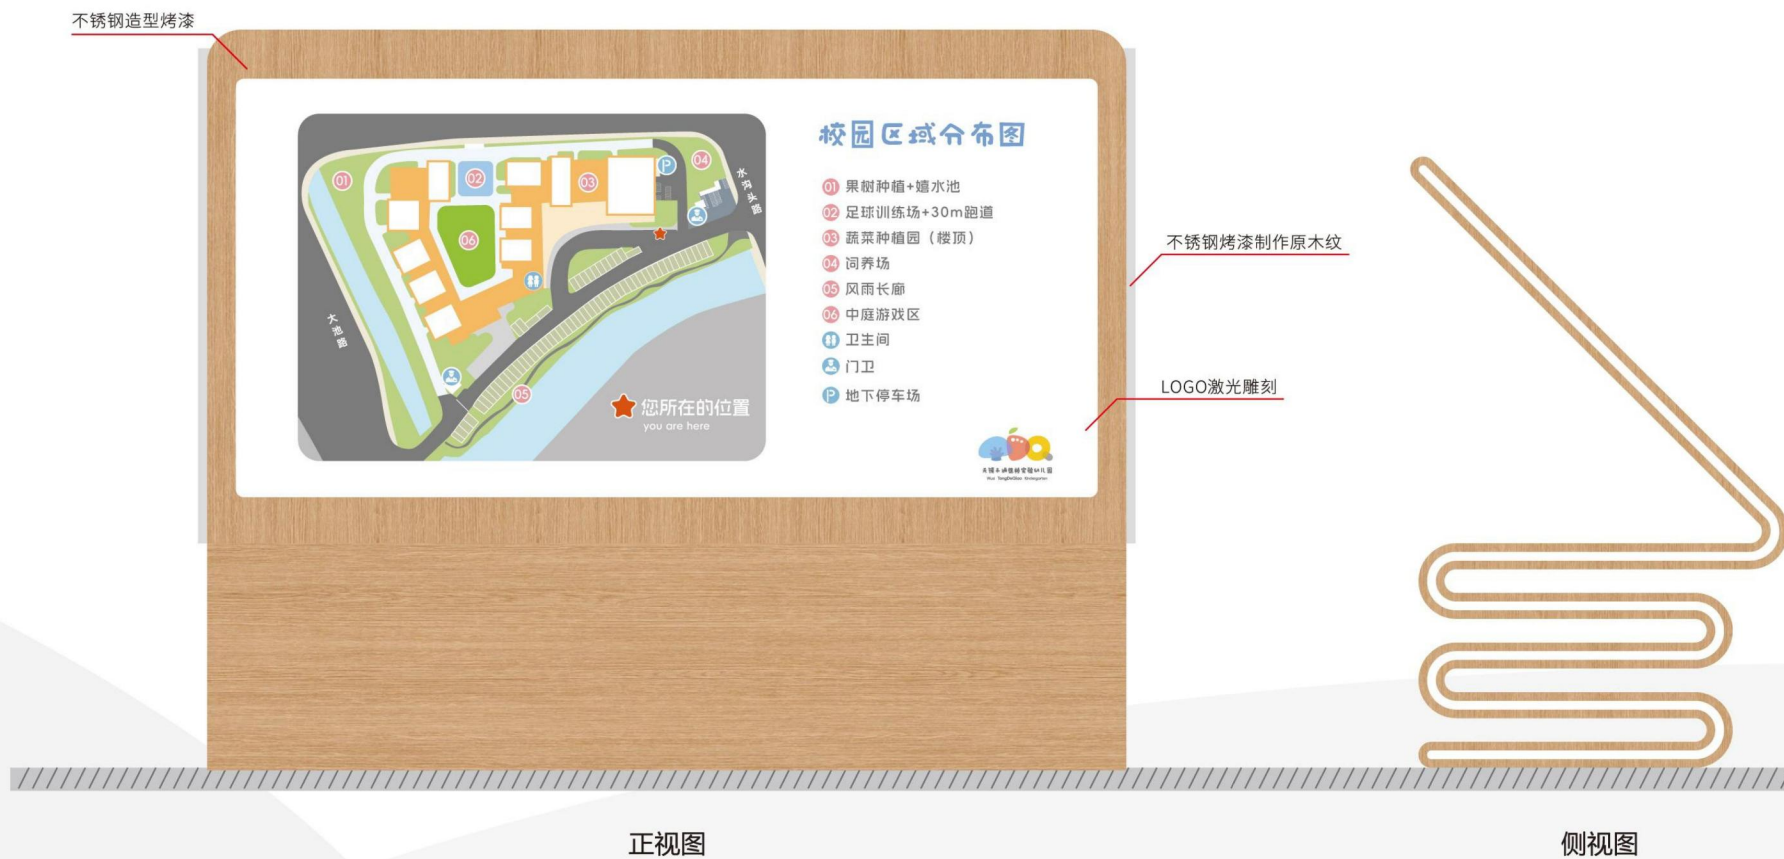 不锈钢造型烤漆
校园区域分布图
01 果树种植+嬉水池
02 足球训练场+30m跑道
03 蔬菜种植园（楼顶）
04 饲养场
05 风雨长廊
06 中庭游戏区
卫生间
门卫
P 地下停车场
01
02
03
04
05
06
P
水沟头路
大池路
您所在的位置
you are here
不锈钢烤漆制作原木纹
LOGO激光雕刻
正视图
侧视图